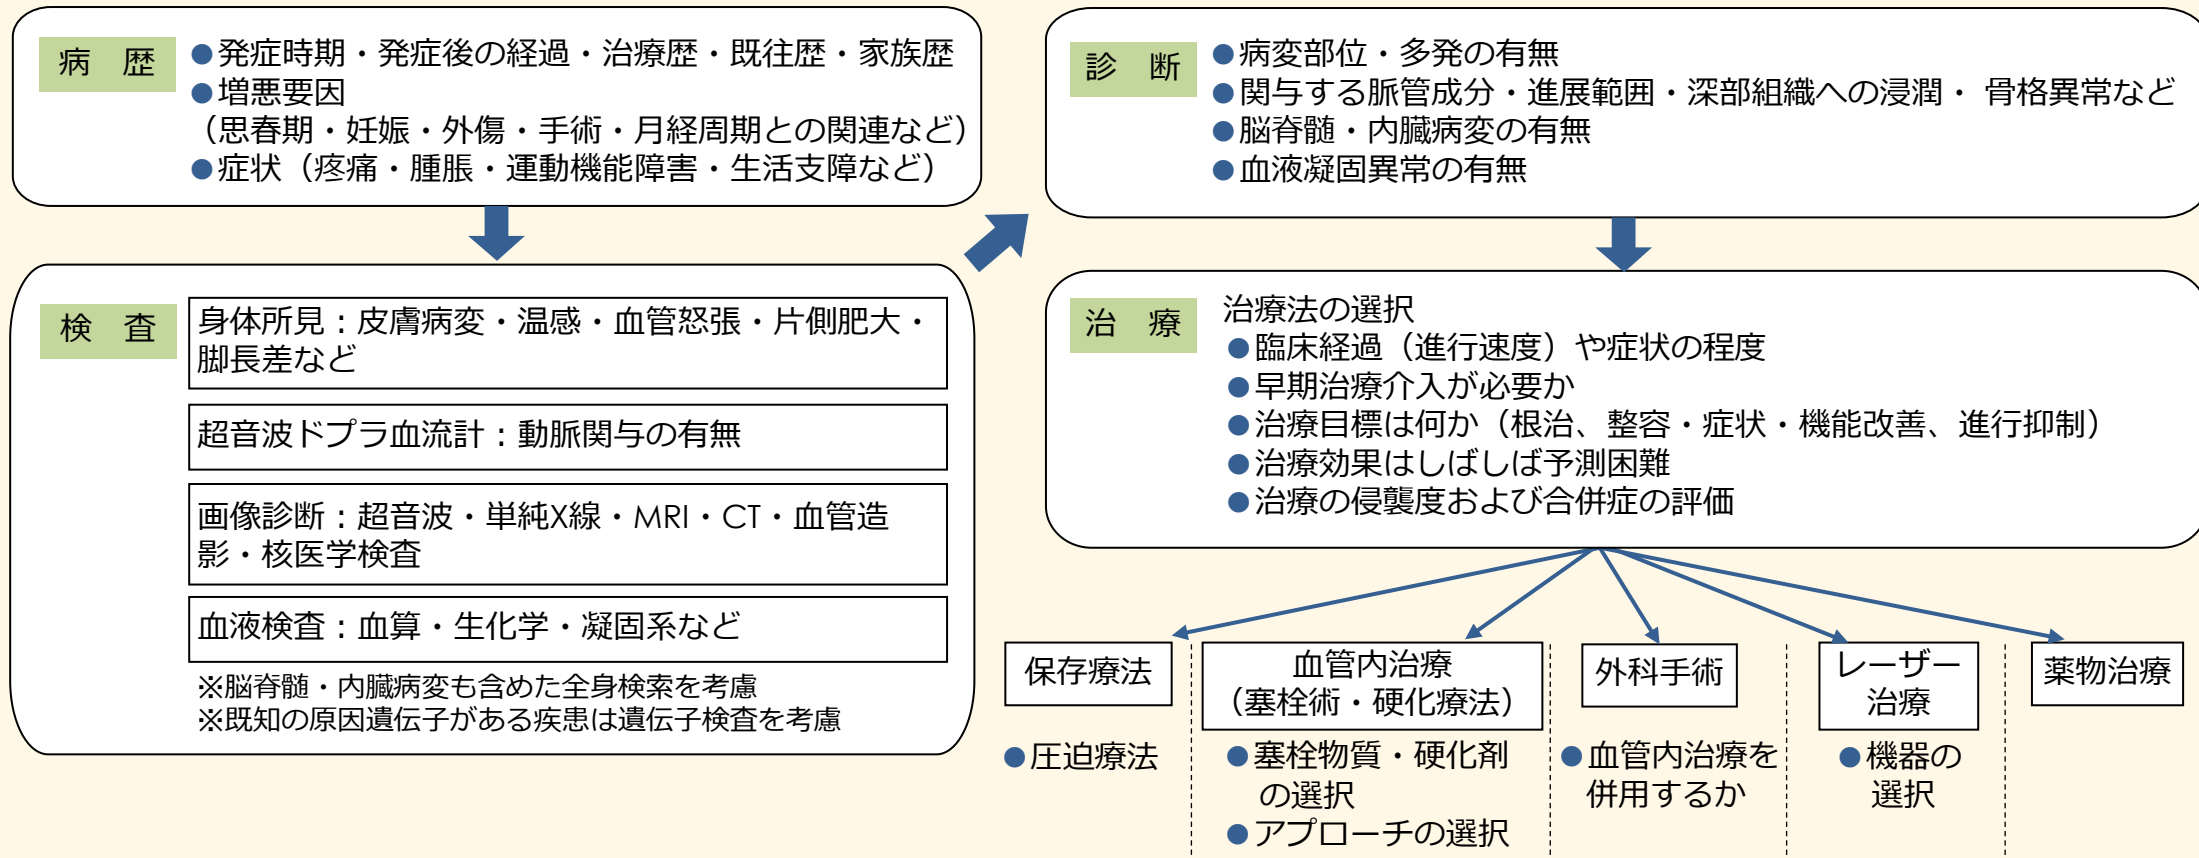 病 歴
●発症時期・発症後の経過・治療歴・既往歴・家族歴
●増悪要因
（思春期・妊娠・外傷・手術・月経周期との関連など）
●症状（疼痛・腫脹・運動機能障害・生活支障など）
検 査
身体所見：皮膚病変・温感・血管怒張・片側肥大・
脚長差など
超音波ドプラ血流計：動脈関与の有無
画像診断：超音波・単純X線・MRI・CT・血管造
影・核医学検査
血液検査：血算・生化学・凝固系など
※脳脊髄・内臓病変も含めた全身検索を考慮
※既知の原因遺伝子がある疾患は遺伝子検査を考慮
診 断
●病変部位・多発の有無
●関与する脈管成分・進展範囲・深部組織への浸潤・ 骨格異常など
●脳脊髄・内臓病変の有無
●血液凝固異常の有無
治 療
治療法の選択
●臨床経過（進行速度）や症状の程度
●早期治療介入が必要か
●治療目標は何か（根治、整容・症状・機能改善、進行抑制）
●治療効果はしばしば予測困難
●治療の侵襲度および合併症の評価
保存療法
●圧迫療法
血管内治療
（塞栓術・硬化療法）
●塞栓物質・硬化剤
の選択
●アプローチの選択
外科手術
●血管内治療を
併用するか
レーザー
治療
●機器の
選択
薬物治療